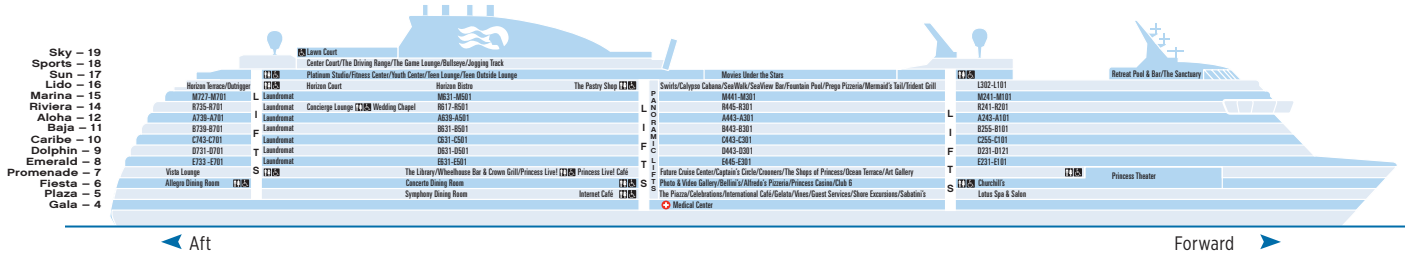 Sky – 19 Lawn Court
Sports – 18 Center Court/The Driving Range/The Game Lounge/Bullseye/Jogging Track
Sun – 17 Platinum Studio/Fitness Center/Youth Center/Teen Lounge/Teen Outside Lounge Movies Under the Stars Retreat Pool & Bar/The Sanctuary
Lido – 16 Horizon Terrace/Outrigger Horizon Court Horizon Bistro The Pastry Shop Swirls/Calypso Cabana/SeaWalk/SeaView Bar/Fountain Pool/Prego Pizzeria/Mermaid's Tail/Trident Grill L302-L101
Marina – 15 M727-M701 Laundromat M631-M501 M441-M301 M241-M101
Riviera – 14 R735-R701 Laundromat Concierge Lounge Wedding Chapel R617-R501 R445-R301 R241-R201
Aloha – 12 A739-A701 Laundromat A639-A501 A443-A301 A243-A101
Baja – 11 B739-B701 Laundromat B631-B501 B443-B301 B255-B101
Caribe – 10 C743-C701 Laundromat C631-C501 C443-C301 C255-C101
Dolphin – 9 D731-D701 Laundromat D631-D501 D443-D301 D231-D121
Emerald – 8 E733 -E701 Laundromat E631-E501 E445-E301 E231-E101
Promenade – 7 Vista Lounge The Library/Wheelhouse Bar & Crown Grill/Princess Live! Princess Live! Café Future Cruise Center/Captain's Circle/Crooners/The Shops of Princess/Ocean Terrace/Art Gallery Princess Theater
Fiesta – 6 Allegro Dining Room Concerto Dining Room Photo & Video Gallery/Bellini's/Alfredo's Pizzeria/Princess Casino/Club 6 Churchill's
Plaza – 5 Symphony Dining Room Internet Café The Piazza/Celebrations/International Café/Gelato/Vines/Guest Services/Shore Excursions/Sabatini's Lotus Spa & Salon
Gala – 4 Medical Center
LIFTS
LIFTS
PANORAMIC LIFTS
LIFTS
Aft Forward